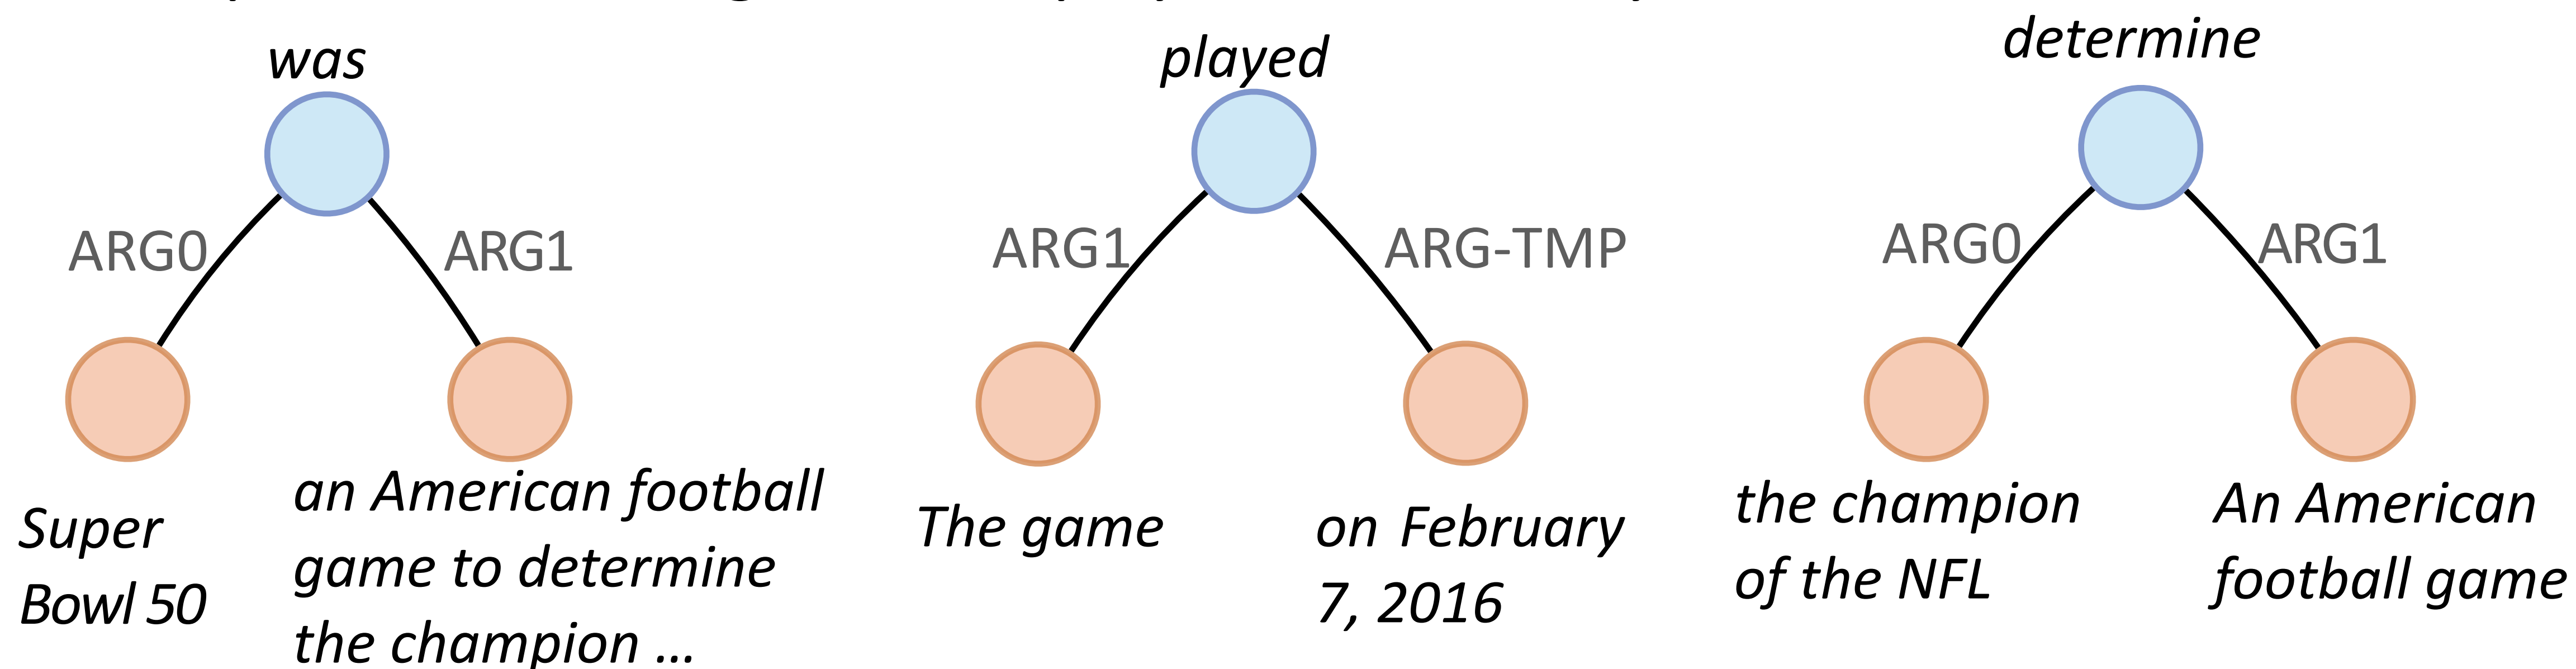 was
played
determine
ARG0
ARG1
ARG1
ARG-TMP
ARG0
ARG1
Super
Bowl 50
an American football
game to determine
the champion ...
The game
on February
7, 2016
the champion
of the NFL
An American
football game